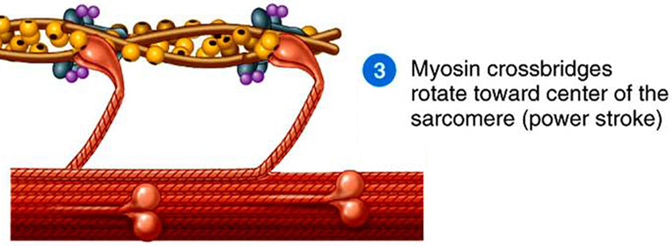 3 Myosin crossbridges
rotate toward center of the
sarcomere (power stroke)